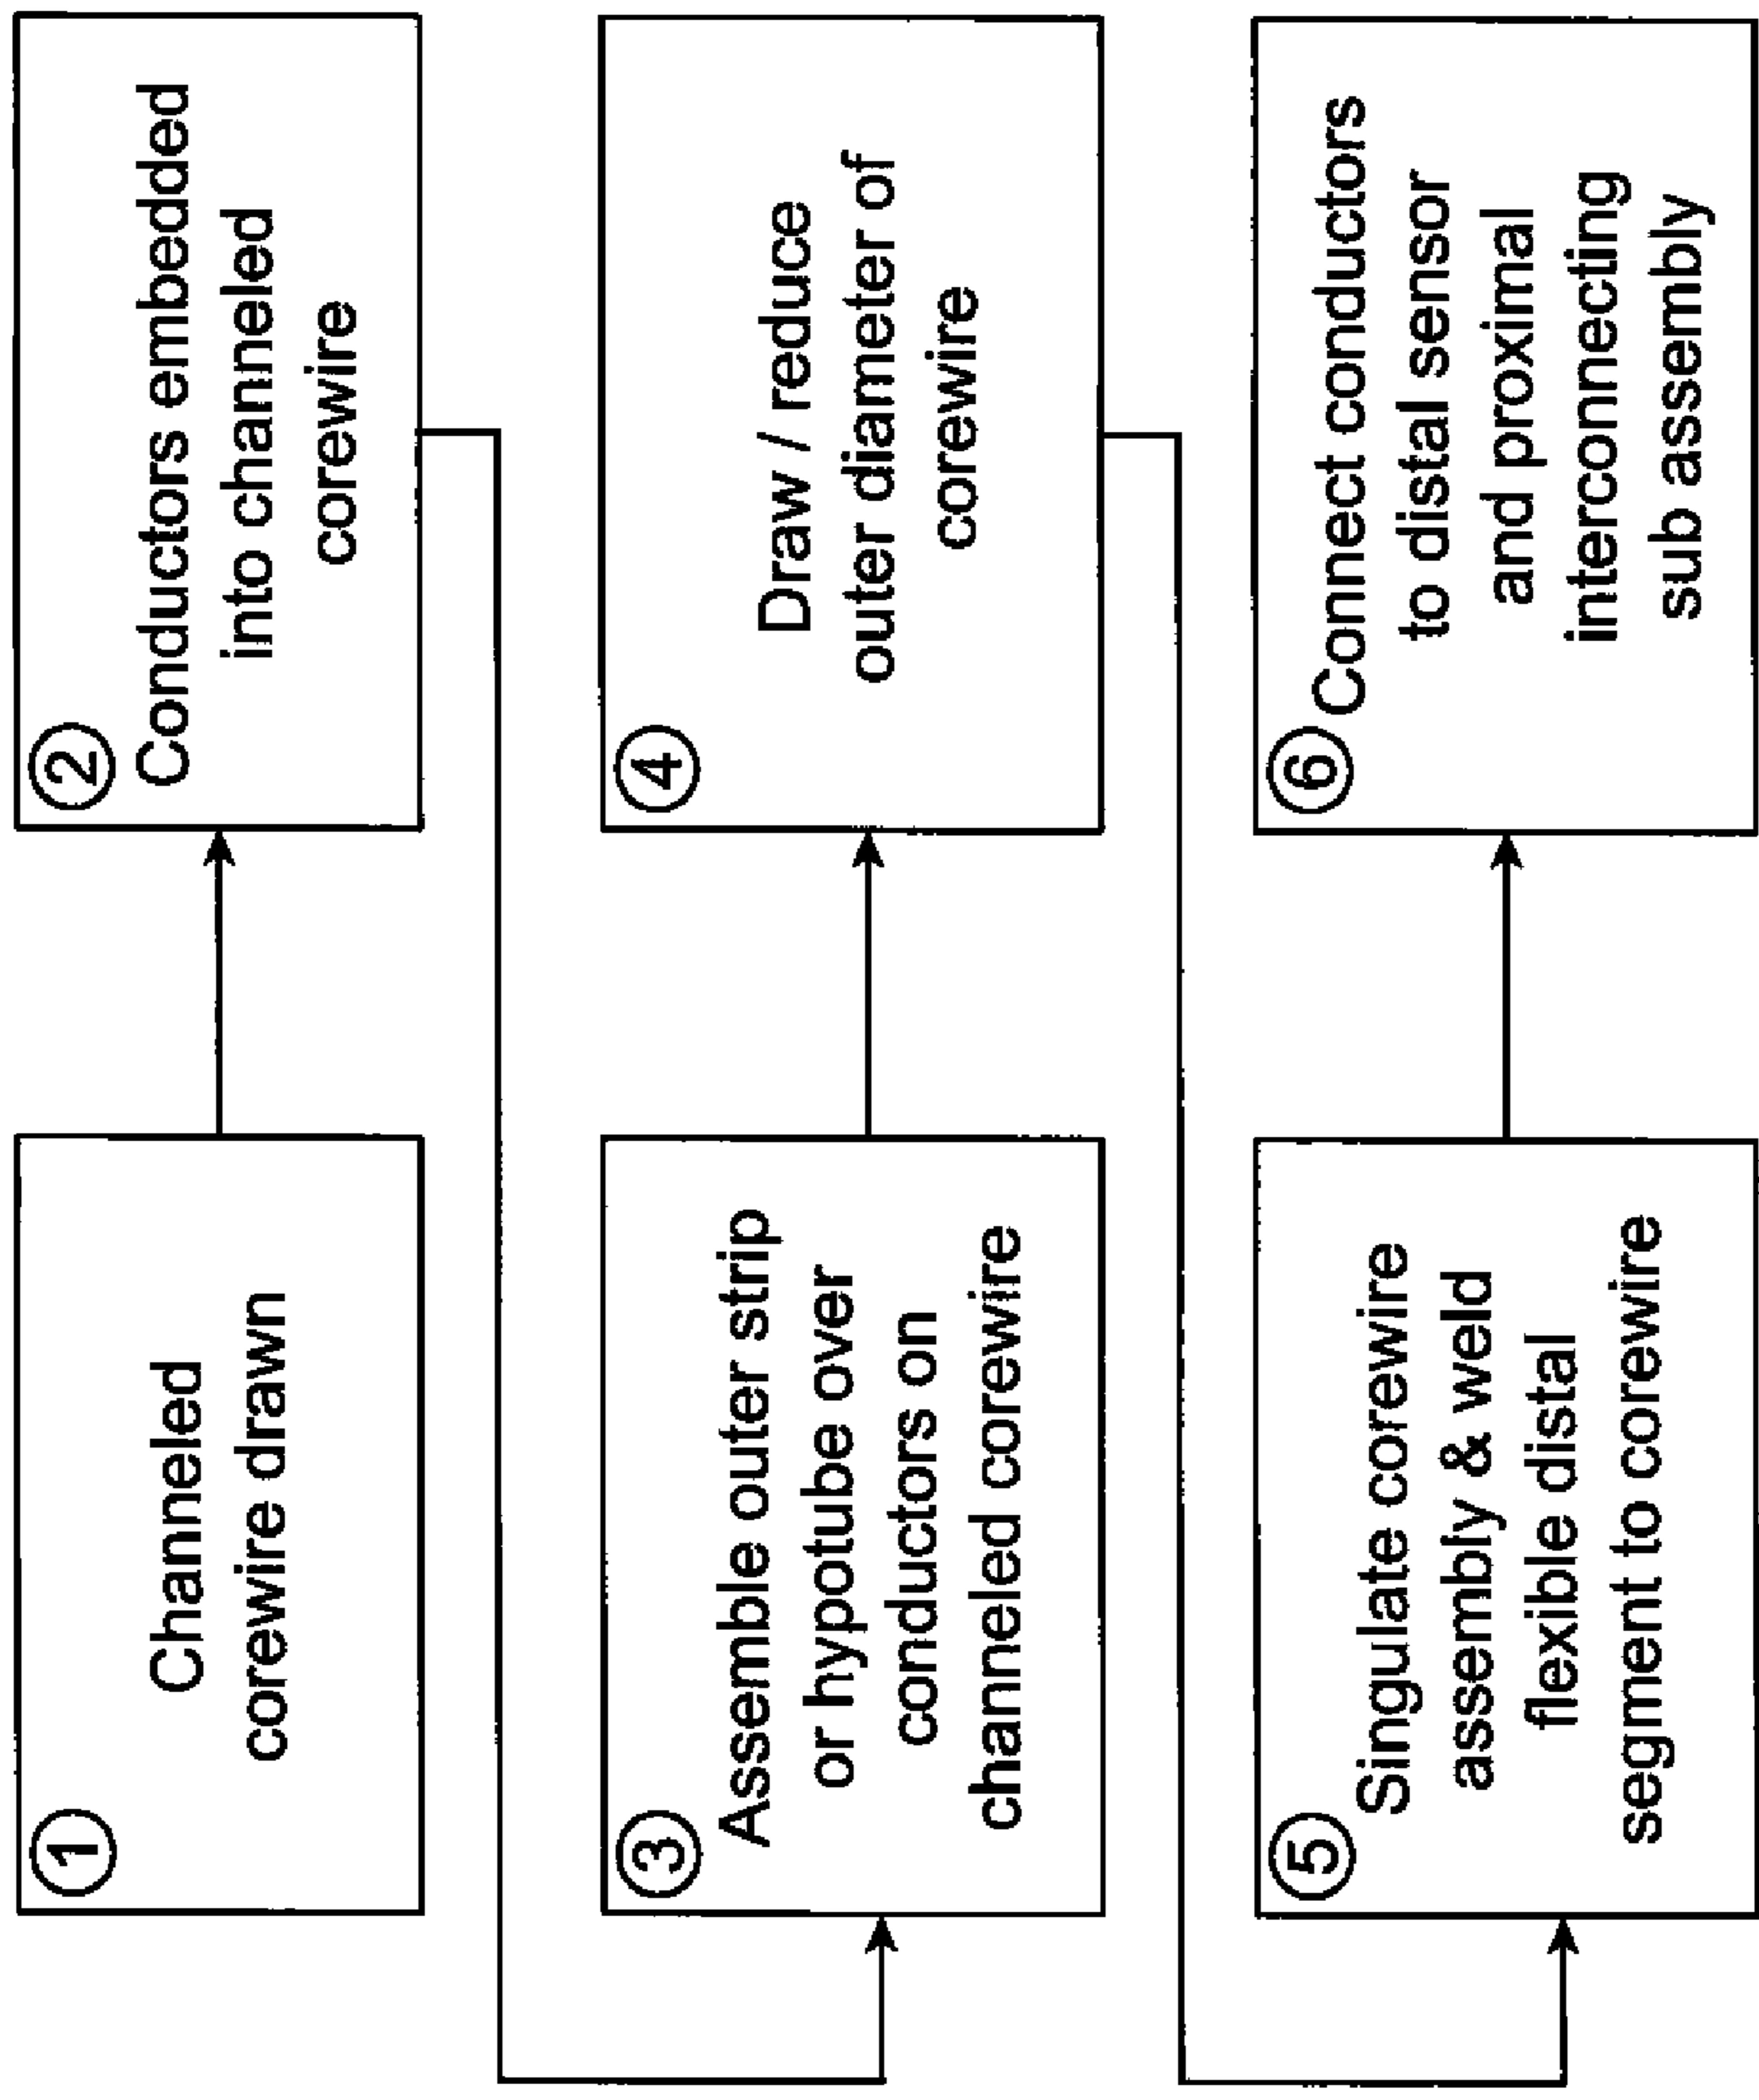 ①
Channeled
corewire drawn
②
Conductors embedded
into channeled
corewire
③
Assemble outer strip
or hypotube over
conductors on
channeled corewire
④
Draw / reduce
outer diameter of
corewire
⑤
Singulate corewire
assembly & weld
flexible distal
segment to corewire
⑥
Connect conductors
to distal sensor
and proximal
interconnecting
sub assembly